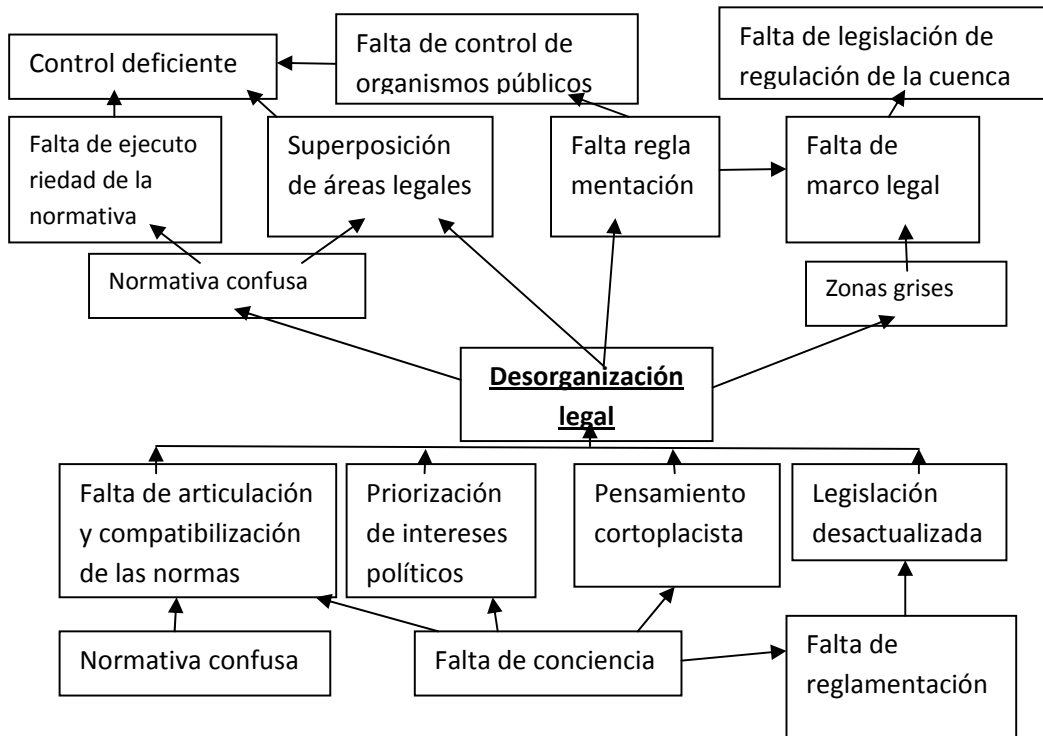 Control deficiente
Falta de control de
organismos públicos
Falta de legislación de
regulación de la cuenca
Falta de ejecuto
riedad de la
normativa
Superposición
de áreas legales
Falta regla
mentación
Falta de
marco legal
Normativa confusa
Zonas grises
Desorganización
legal
Falta de articulación
y compatibilización
de las normas
Priorización
de intereses
políticos
Pensamiento
cortoplacista
Legislación
desactualizada
Normativa confusa
Falta de conciencia
Falta de
reglamentación